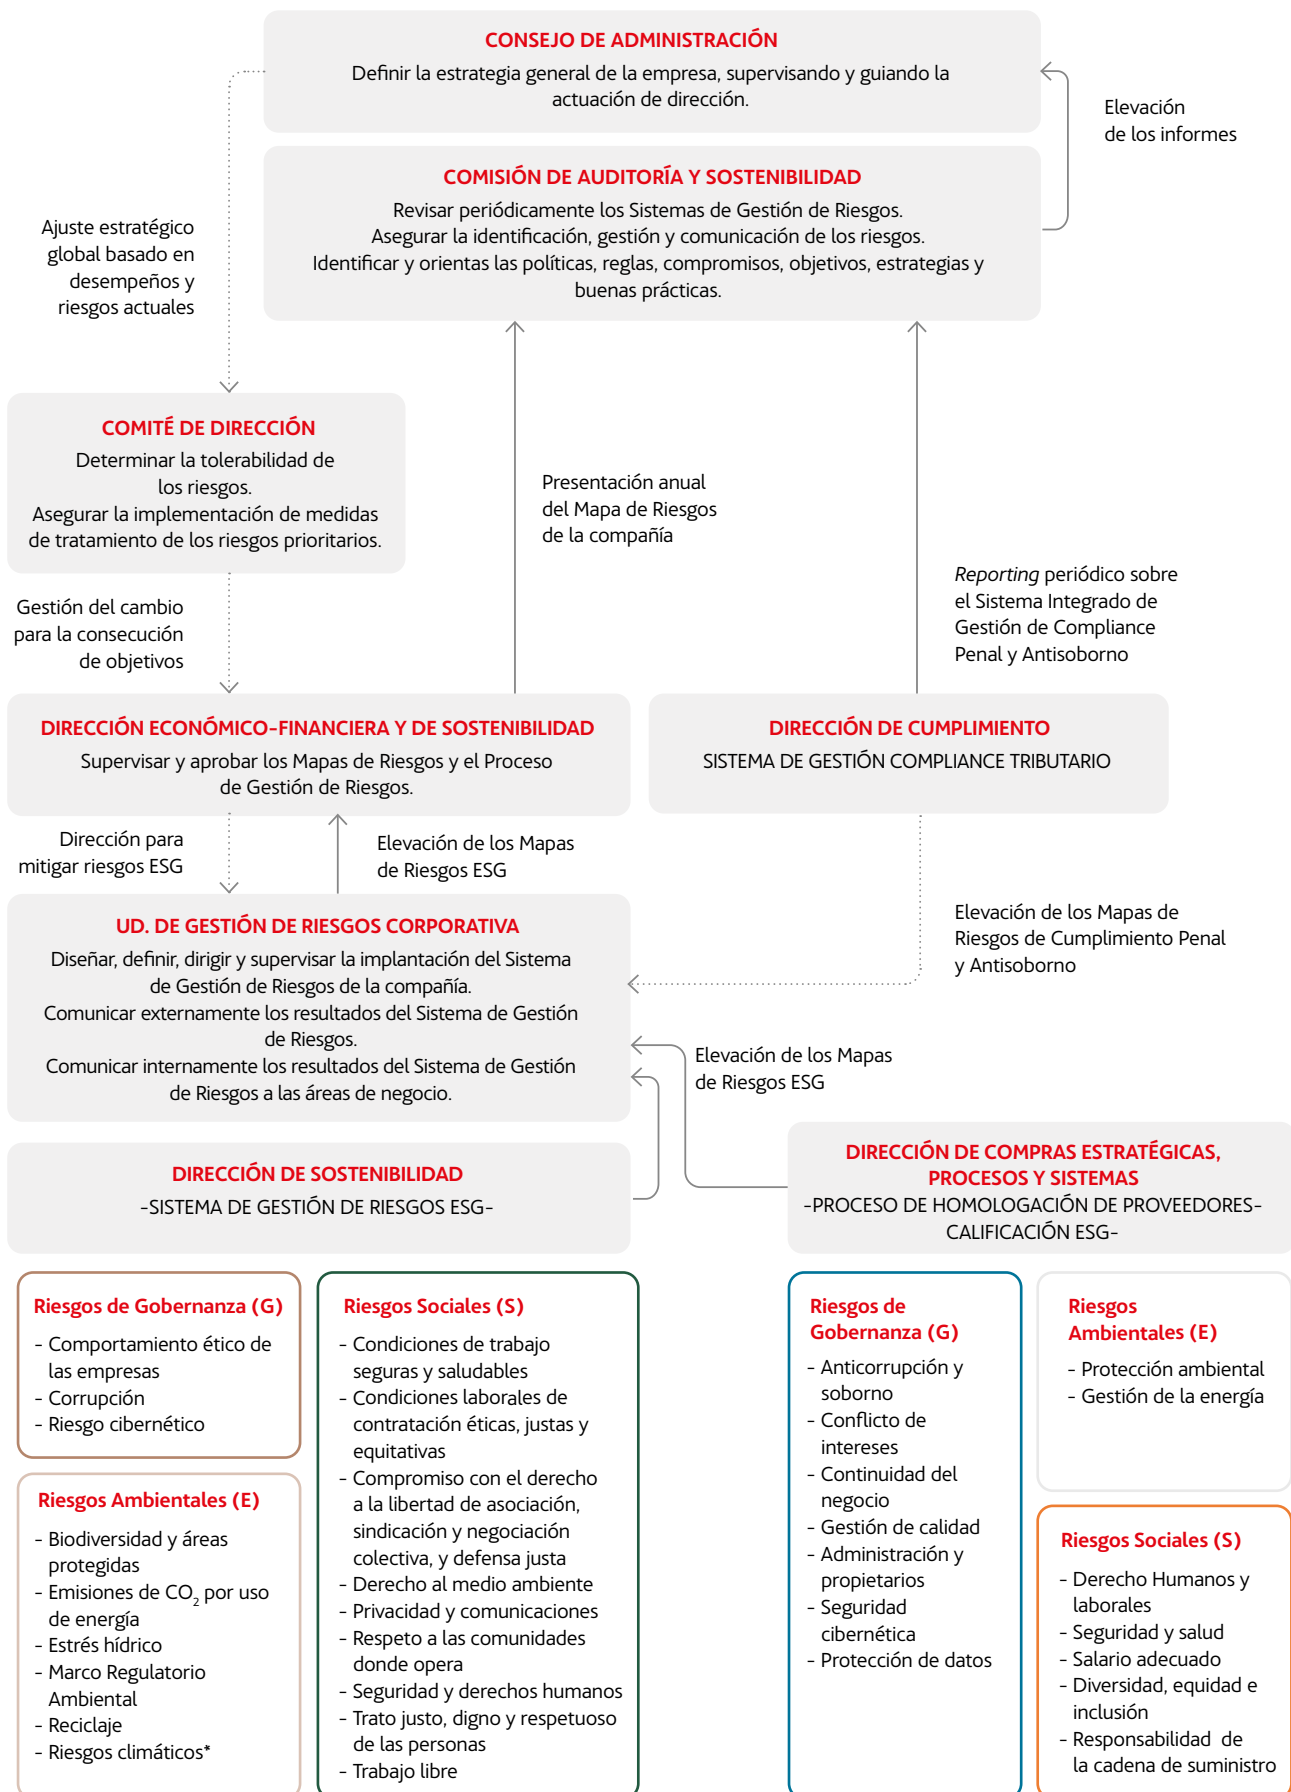 CONSEJO DE ADMINISTRACIÓN
Definir la estrategia general de la empresa, supervisando y guiando la
actuación de dirección.
Elevación
de los informes
COMISIÓN DE AUDITORÍA Y SOSTENIBILIDAD
Revisar periódicamente los Sistemas de Gestión de Riesgos.
Asegurar la identificación, gestión y comunicación de los riesgos.
Identificar y orientas las políticas, reglas, compromisos, objetivos, estrategias y
buenas prácticas.
Ajuste estratégico
global basado en
desempeños y
riesgos actuales
COMITÉ DE DIRECCIÓN
Determinar la tolerabilidad de
los riesgos.
Asegurar la implementación de medidas
de tratamiento de los riesgos prioritarios.
Presentación anual
del Mapa de Riesgos
de la compañía
Reporting periódico sobre
el Sistema Integrado de
Gestión de Compliance
Penal y Antisoborno
Gestión del cambio
para la consecución
de objetivos
DIRECCIÓN ECONÓMICO-FINANCIERA Y DE SOSTENIBILIDAD
Supervisar y aprobar los Mapas de Riesgos y el Proceso
de Gestión de Riesgos.
DIRECCIÓN DE CUMPLIMIENTO
SISTEMA DE GESTIÓN COMPLIANCE TRIBUTARIO
Dirección para
mitigar riesgos ESG
Elevación de los Mapas
de Riesgos ESG
UD. DE GESTIÓN DE RIESGOS CORPORATIVA
Diseñar, definir, dirigir y supervisar la implantación del Sistema
de Gestión de Riesgos de la compañía.
Comunicar externamente los resultados del Sistema de Gestión
de Riesgos.
Comunicar internamente los resultados del Sistema de Gestión
de Riesgos a las áreas de negocio.
Elevación de los Mapas de
Riesgos de Cumplimiento Penal
y Antisoborno
Elevación de los Mapas
de Riesgos ESG
DIRECCIÓN DE SOSTENIBILIDAD
-SISTEMA DE GESTIÓN DE RIESGOS ESG-
DIRECCIÓN DE COMPRAS ESTRATÉGICAS,
PROCESOS Y SISTEMAS
-PROCESO DE HOMOLOGACIÓN DE PROVEEDORES-
CALIFICACIÓN ESG-
Riesgos de Gobernanza (G)
- Comportamiento ético de
las empresas
- Corrupción
- Riesgo cibernético
Riesgos Ambientales (E)
- Biodiversidad y áreas
protegidas
- Emisiones de CO2 por uso
de energía
- Estrés hídrico
- Marco Regulatorio
Ambiental
- Reciclaje
- Riesgos climáticos*
Riesgos Sociales (S)
- Condiciones de trabajo
seguras y saludables
- Condiciones laborales de
contratación éticas, justas y
equitativas
- Compromiso con el derecho
a la libertad de asociación,
sindicación y negociación
colectiva, y defensa justa
- Derecho al medio ambiente
- Privacidad y comunicaciones
- Respeto a las comunidades
donde opera
- Seguridad y derechos humanos
- Trato justo, digno y respetuoso
de las personas
- Trabajo libre
Riesgos de
Gobernanza (G)
- Anticorrupción y
soborno
- Conflicto de
intereses
- Continuidad del
negocio
- Gestión de calidad
- Administración y
propietarios
- Seguridad
cibernética
- Protección de datos
Riesgos
Ambientales (E)
- Protección ambiental
- Gestión de la energía
Riesgos Sociales (S)
- Derecho Humanos y
laborales
- Seguridad y salud
- Salario adecuado
- Diversidad, equidad e
inclusión
- Responsabilidad de
la cadena de suministro